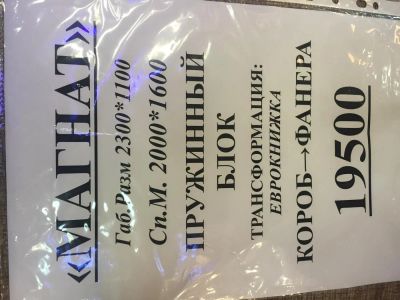 «МАГНАТ»
Габ.Разм 2300*1100
Сп.М. 2000*1600
ПРУЖИННЫЙ
БЛОК
ТРАНСФОРМАЦИЯ:
ЕВРОКНИЖКА
КОРОБ→ФАНЕРА
19500